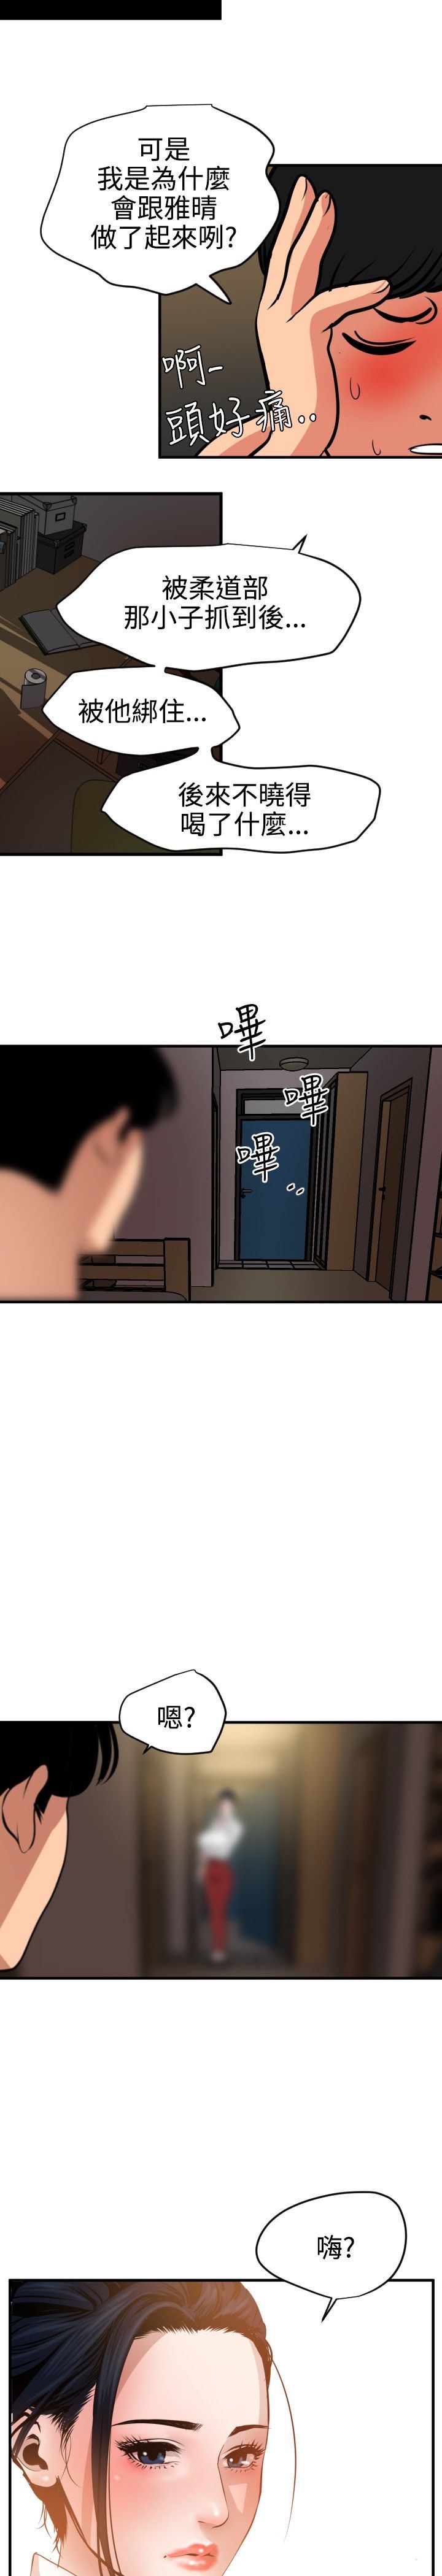 可是
我是為什麼
會跟雅晴
做了起來咧?
啊-
頭好痛..
被柔道部
那小子抓到後...
被他綁住...
後來不曉得
喝了什麼...
嗶
嗶
嗶..
嗯?
嗨?